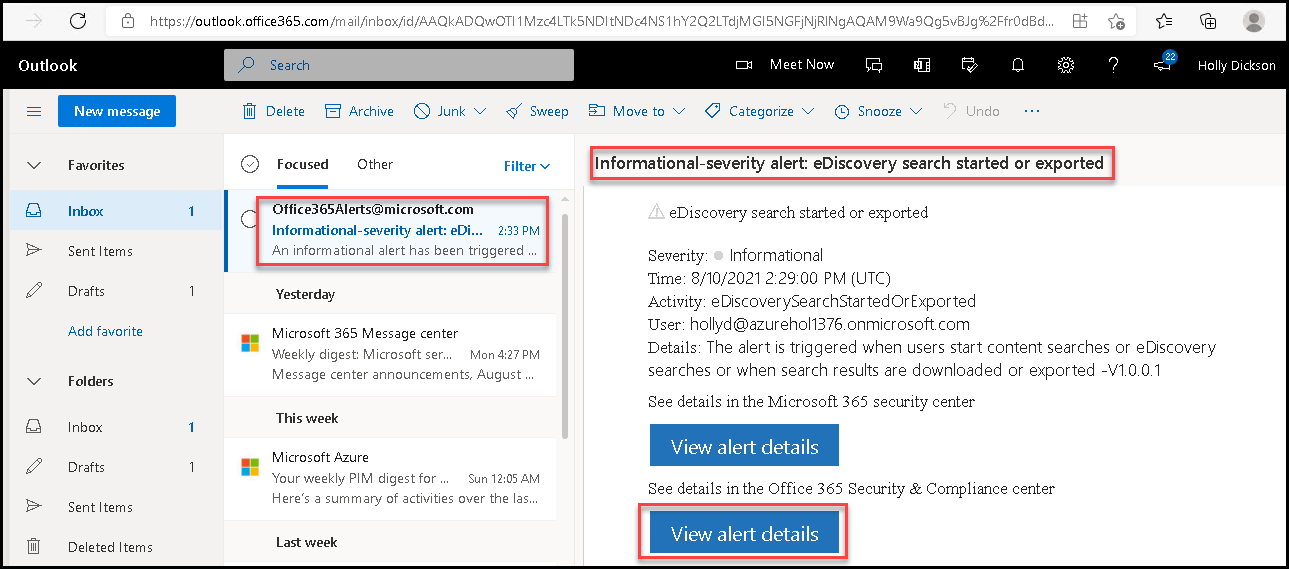 https://outlook.office365.com/mail/inbox/id/AAQkADQwOTI1Mzc4LTk5NDItNDc4NS1hY2Q2LTdjMGI5NGFjNjRlNgAQAM9Wa9Qg5vBJg%2Ffr0dBd...
Outlook
Search
Meet Now
22
Holly Dickson
New message
Delete
Archive
Junk
Sweep
Move to
Categorize
Snooze
Undo
...
Favorites
Inbox 1
Sent Items
Drafts 1
Add favorite
Folders
Inbox 1
Drafts 1
Sent Items
Deleted Items
Focused
Other
Filter
Office365Alerts@microsoft.com
Informational-severity alert: eDi... 2:33 PM
An informational alert has been triggered ...
Yesterday
Microsoft 365 Message center
Weekly digest: Microsoft ser... Mon 4:27 PM
Message center announcements, August ...
This week
Microsoft Azure
Your weekly PIM digest for ... Sun 12:05 AM
Here's a summary of activities over the las...
Last week
Informational-severity alert: eDiscovery search started or exported
eDiscovery search started or exported
Severity: Informational
Time: 8/10/2021 2:29:00 PM (UTC)
Activity: eDiscoverySearchStartedOrExported
User: hollyd@azurehol1376.onmicrosoft.com
Details: The alert is triggered when users start content searches or eDiscovery
searches or when search results are downloaded or exported -V1.0.0.1
See details in the Microsoft 365 security center
View alert details
See details in the Office 365 Security & Compliance center
View alert details